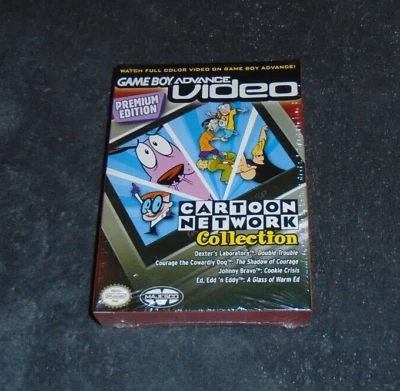 WATCH FULL COLOR VIDEO ON GAME BOY ADVANCE!
GAME BOY ADVANCE
Video
PREMIUM
EDITION
CARTOON
NETWORK
Collection
Dexter's Laboratory™: Double Trouble
Courage the Cowardly Dog™: The Shadow of Courage
Johnny Bravo™: Cookie Crisis
Ed, Edd 'n Eddy™: A Glass of Warm Ed
MAJESCO